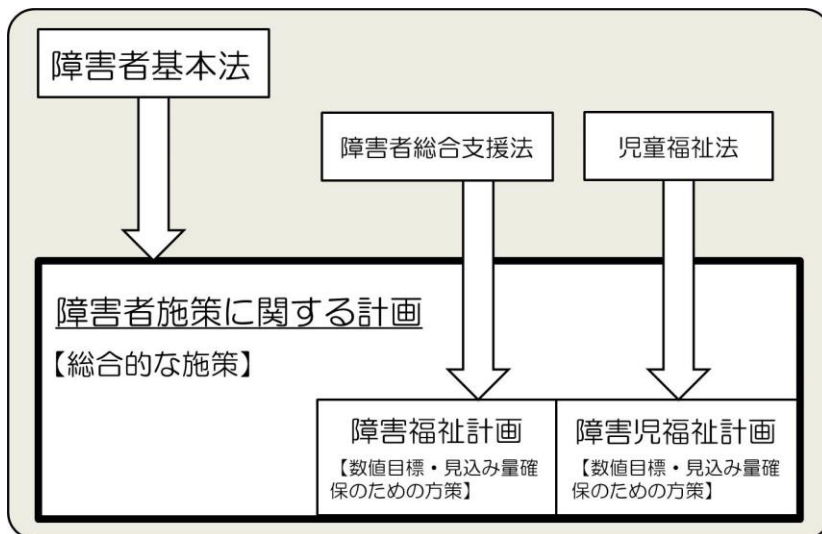 障害者基本法
障害者総合支援法
児童福祉法
障害者施策に関する計画
【総合的な施策】
障害福祉計画
【数値目標・見込み量確
保のための方策】
障害児福祉計画
【数値目標・見込み量確
保のための方策】